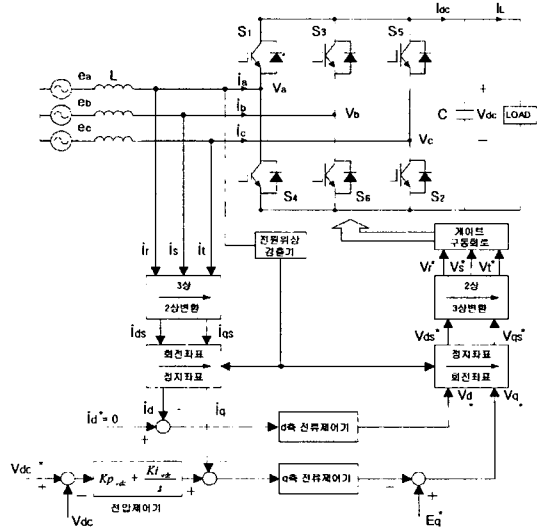 Idc
IL
S1
S3
S5
ea
L
ia
Va
eb
ib
Vb
ec
ic
Vc
C
Vdc
LOAD
+
−
S4
S6
S2
게이트
구동회로
전원위상
검출기
ir
is
it
Vr*
Vs*
Vt*
3상
2상변환
2상
3상변환
ids
iqs
Vds*
Vqs*
회전좌표
정지좌표
정지좌표
회전좌표
id
iq
Vd*
Vq*
id*=0
+
-
d축 전류제어기
Vdc*
+
−
Kp_vdc + Ki_vdc / s
+
q축 전류제어기
−
+
전압제어기
Vdc
Eq*